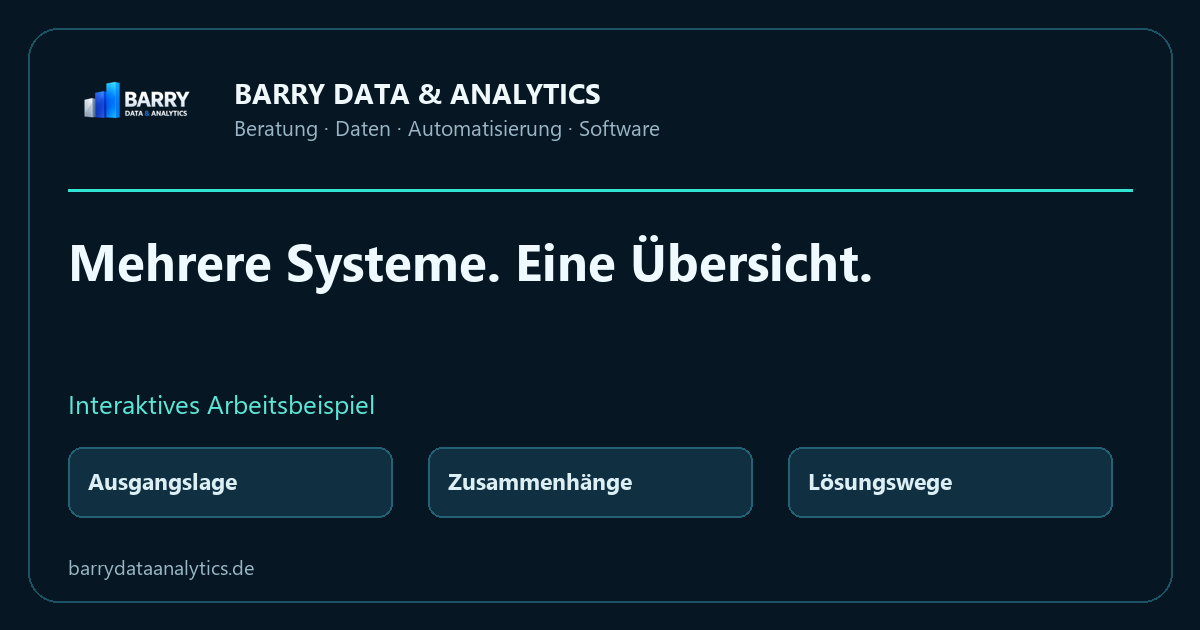 BARRY
DATA & ANALYTICS
BARRY DATA & ANALYTICS
Beratung · Daten · Automatisierung · Software
Mehrere Systeme. Eine Übersicht.
Interaktives Arbeitsbeispiel
Ausgangslage
Zusammenhänge
Lösungswege
barrydataanalytics.de